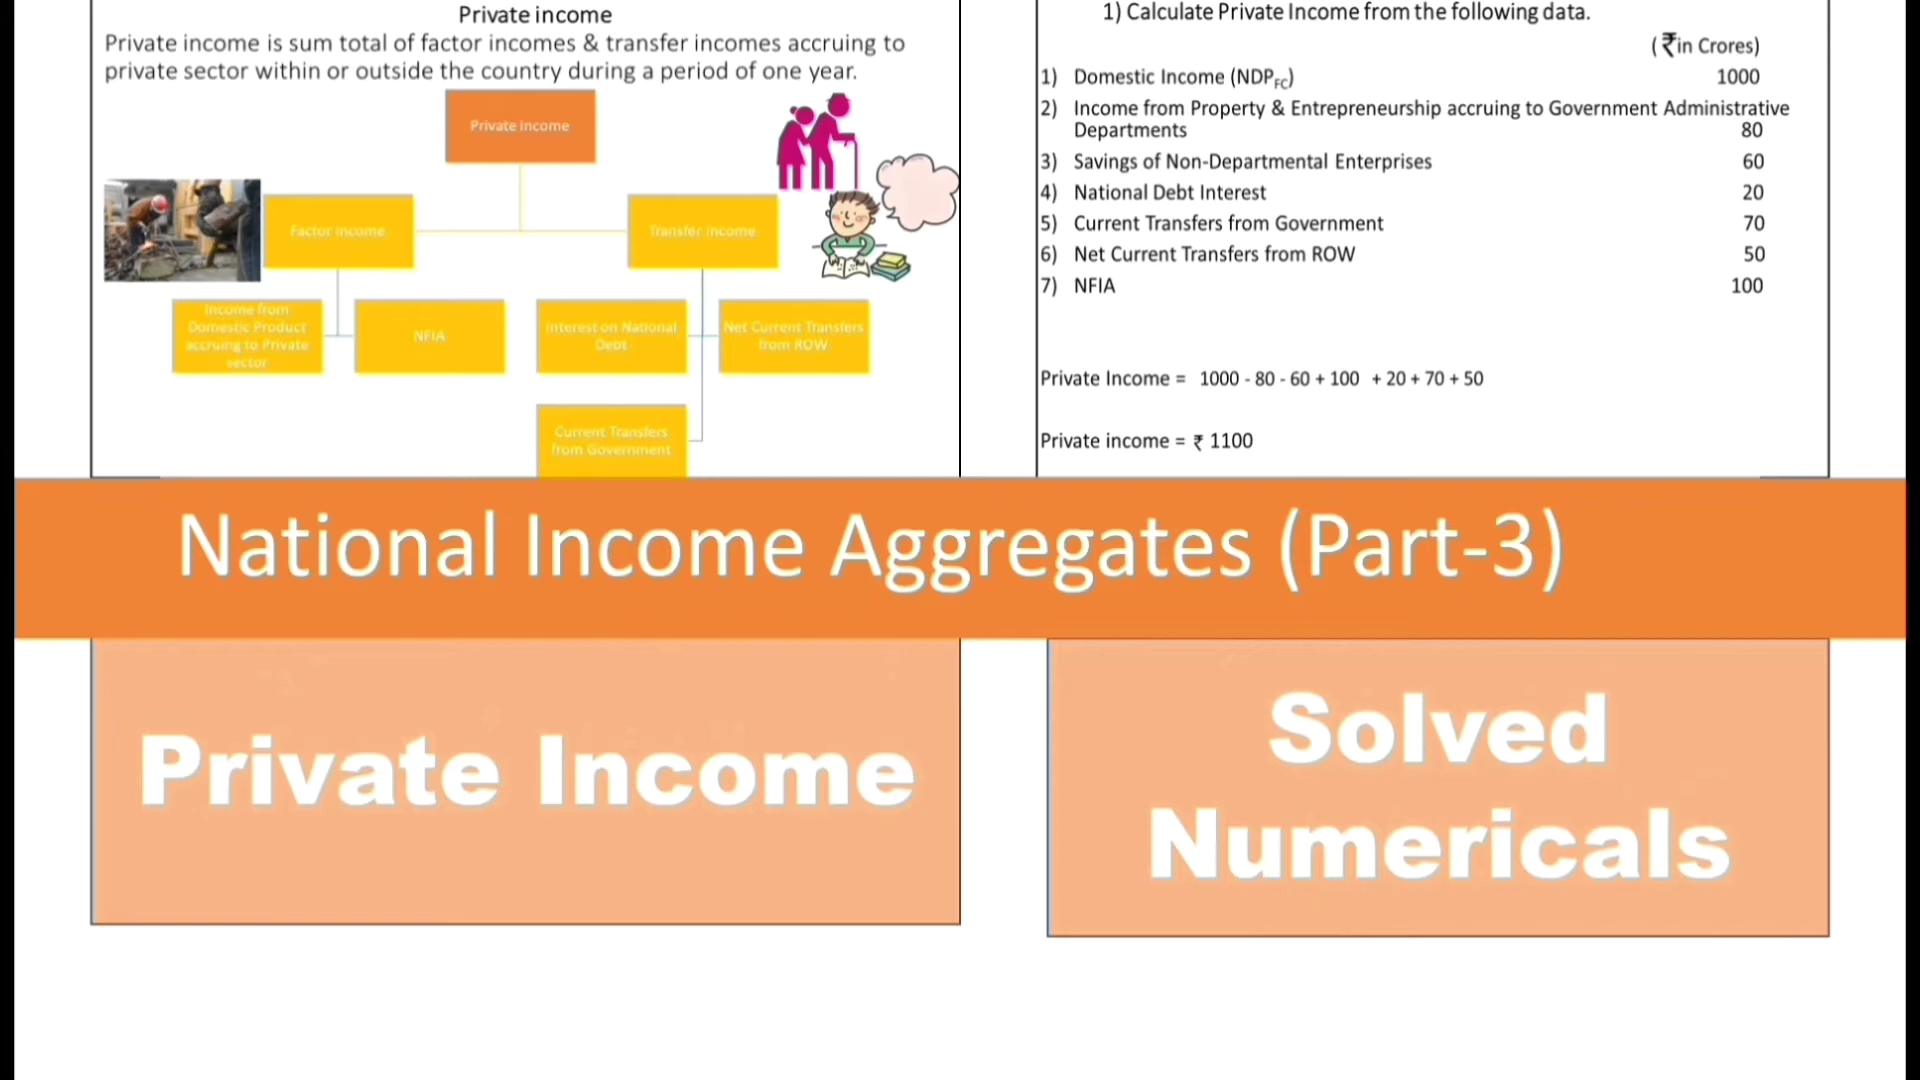 Private income
Private income is sum total of factor incomes & transfer incomes accruing to
private sector within or outside the country during a period of one year.
Private income
Factor income
Transfer income
Income from
Domestic Product
accruing to Private
sector
NFIA
Interest on National
Debt
Net Current Transfers
from ROW
Current Transfers
from Government
1) Calculate Private Income from the following data.
(₹in Crores)
1) Domestic Income (NDPFC) 1000
2) Income from Property & Entrepreneurship accruing to Government Administrative
Departments 80
3) Savings of Non-Departmental Enterprises 60
4) National Debt Interest 20
5) Current Transfers from Government 70
6) Net Current Transfers from ROW 50
7) NFIA 100
Private Income = 1000 - 80 - 60 + 100 + 20 + 70 + 50
Private income = ₹ 1100
National Income Aggregates (Part-3)
Private Income
Solved
Numericals